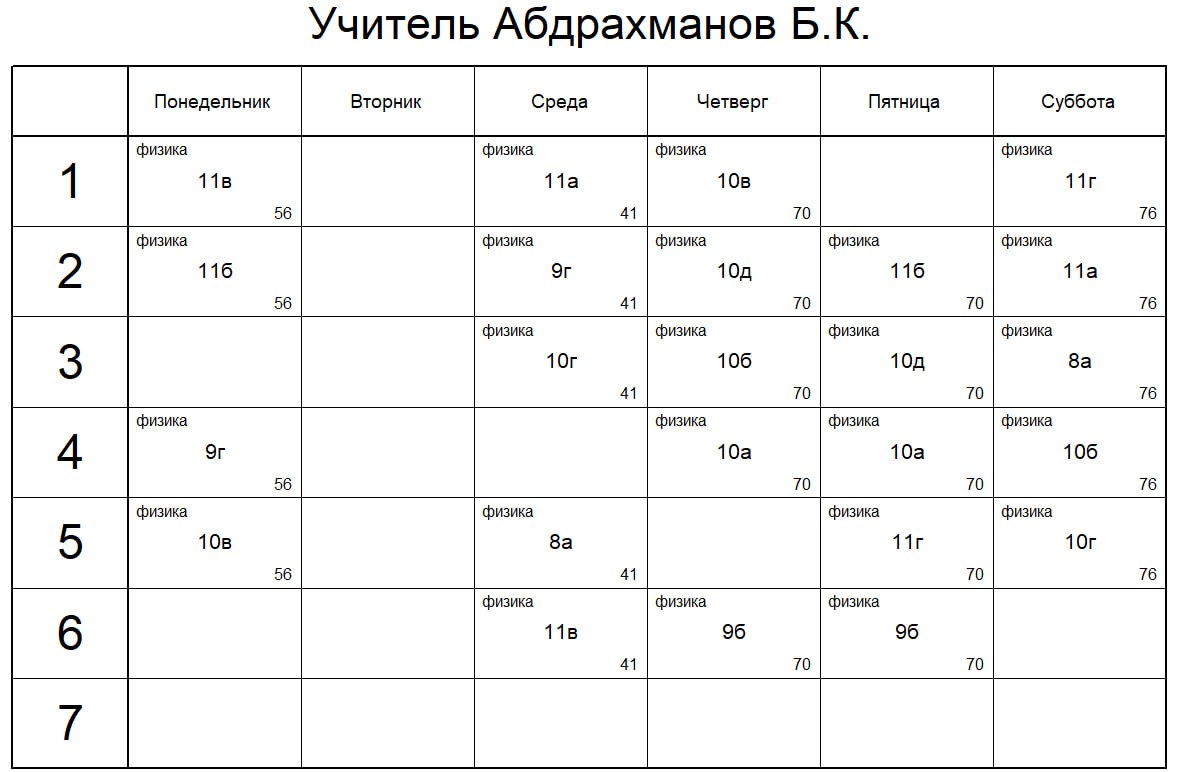 Учитель Абдрахманов Б.К.
Понедельник Вторник Среда Четверг Пятница Суббота
1
физика физика физика физика
11в 11а 10в 11г
56 41 70 76
2
физика физика физика физика физика
11б 9г 10д 11б 11а
56 41 70 70 76
3
физика физика физика физика
10г 10б 10д 8а
41 70 70 76
4
физика физика физика физика
9г 10а 10а 10б
56 70 70 76
5
физика физика физика физика
10в 8а 11г 10г
56 41 70 76
6
физика физика физика
11в 9б 9б
41 70 70
7